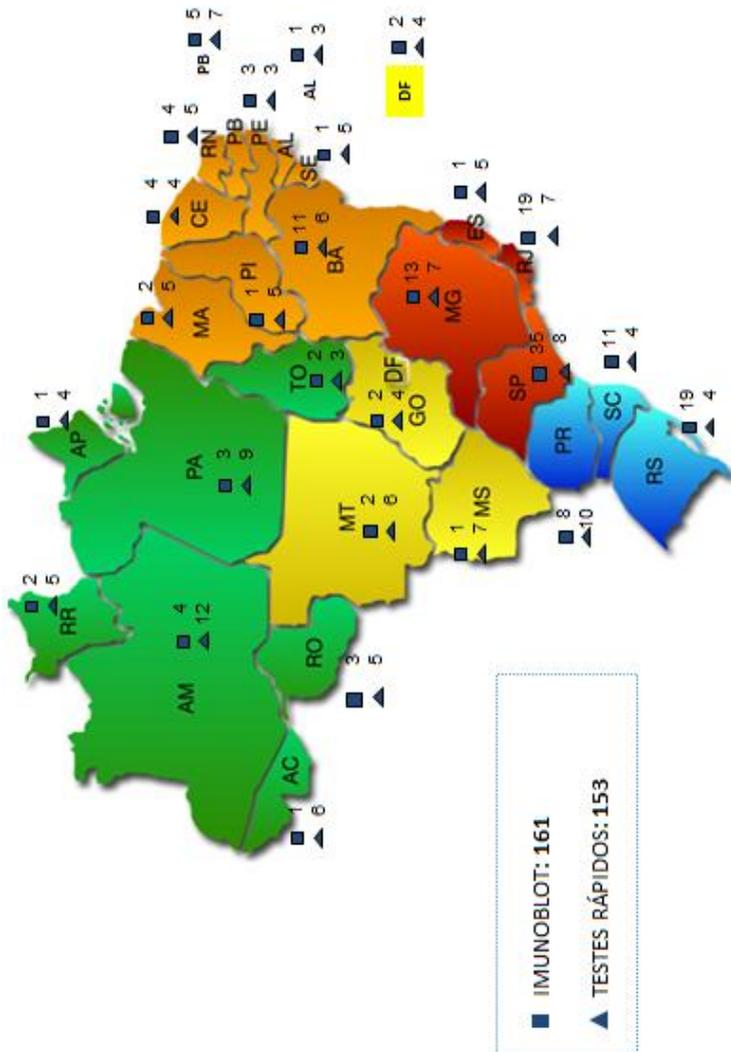 RR
2
5
AP
1
4
AM
4
12
PA
3
9
AC
1
6
RO
3
5
TO
2
3
MA
2
5
PI
1
5
CE
4
4
RN
4
5
PB
PB
5
7
PE
3
3
AL
AL
1
3
SE
1
5
BA
11
6
MT
2
6
GO
2
4
DF
DF
2
4
MS
1
7
MG
13
7
ES
1
5
RJ
19
7
SP
35
8
PR
8
10
SC
11
4
RS
19
4
IMUNOBLOT: 161
TESTES RÁPIDOS: 153